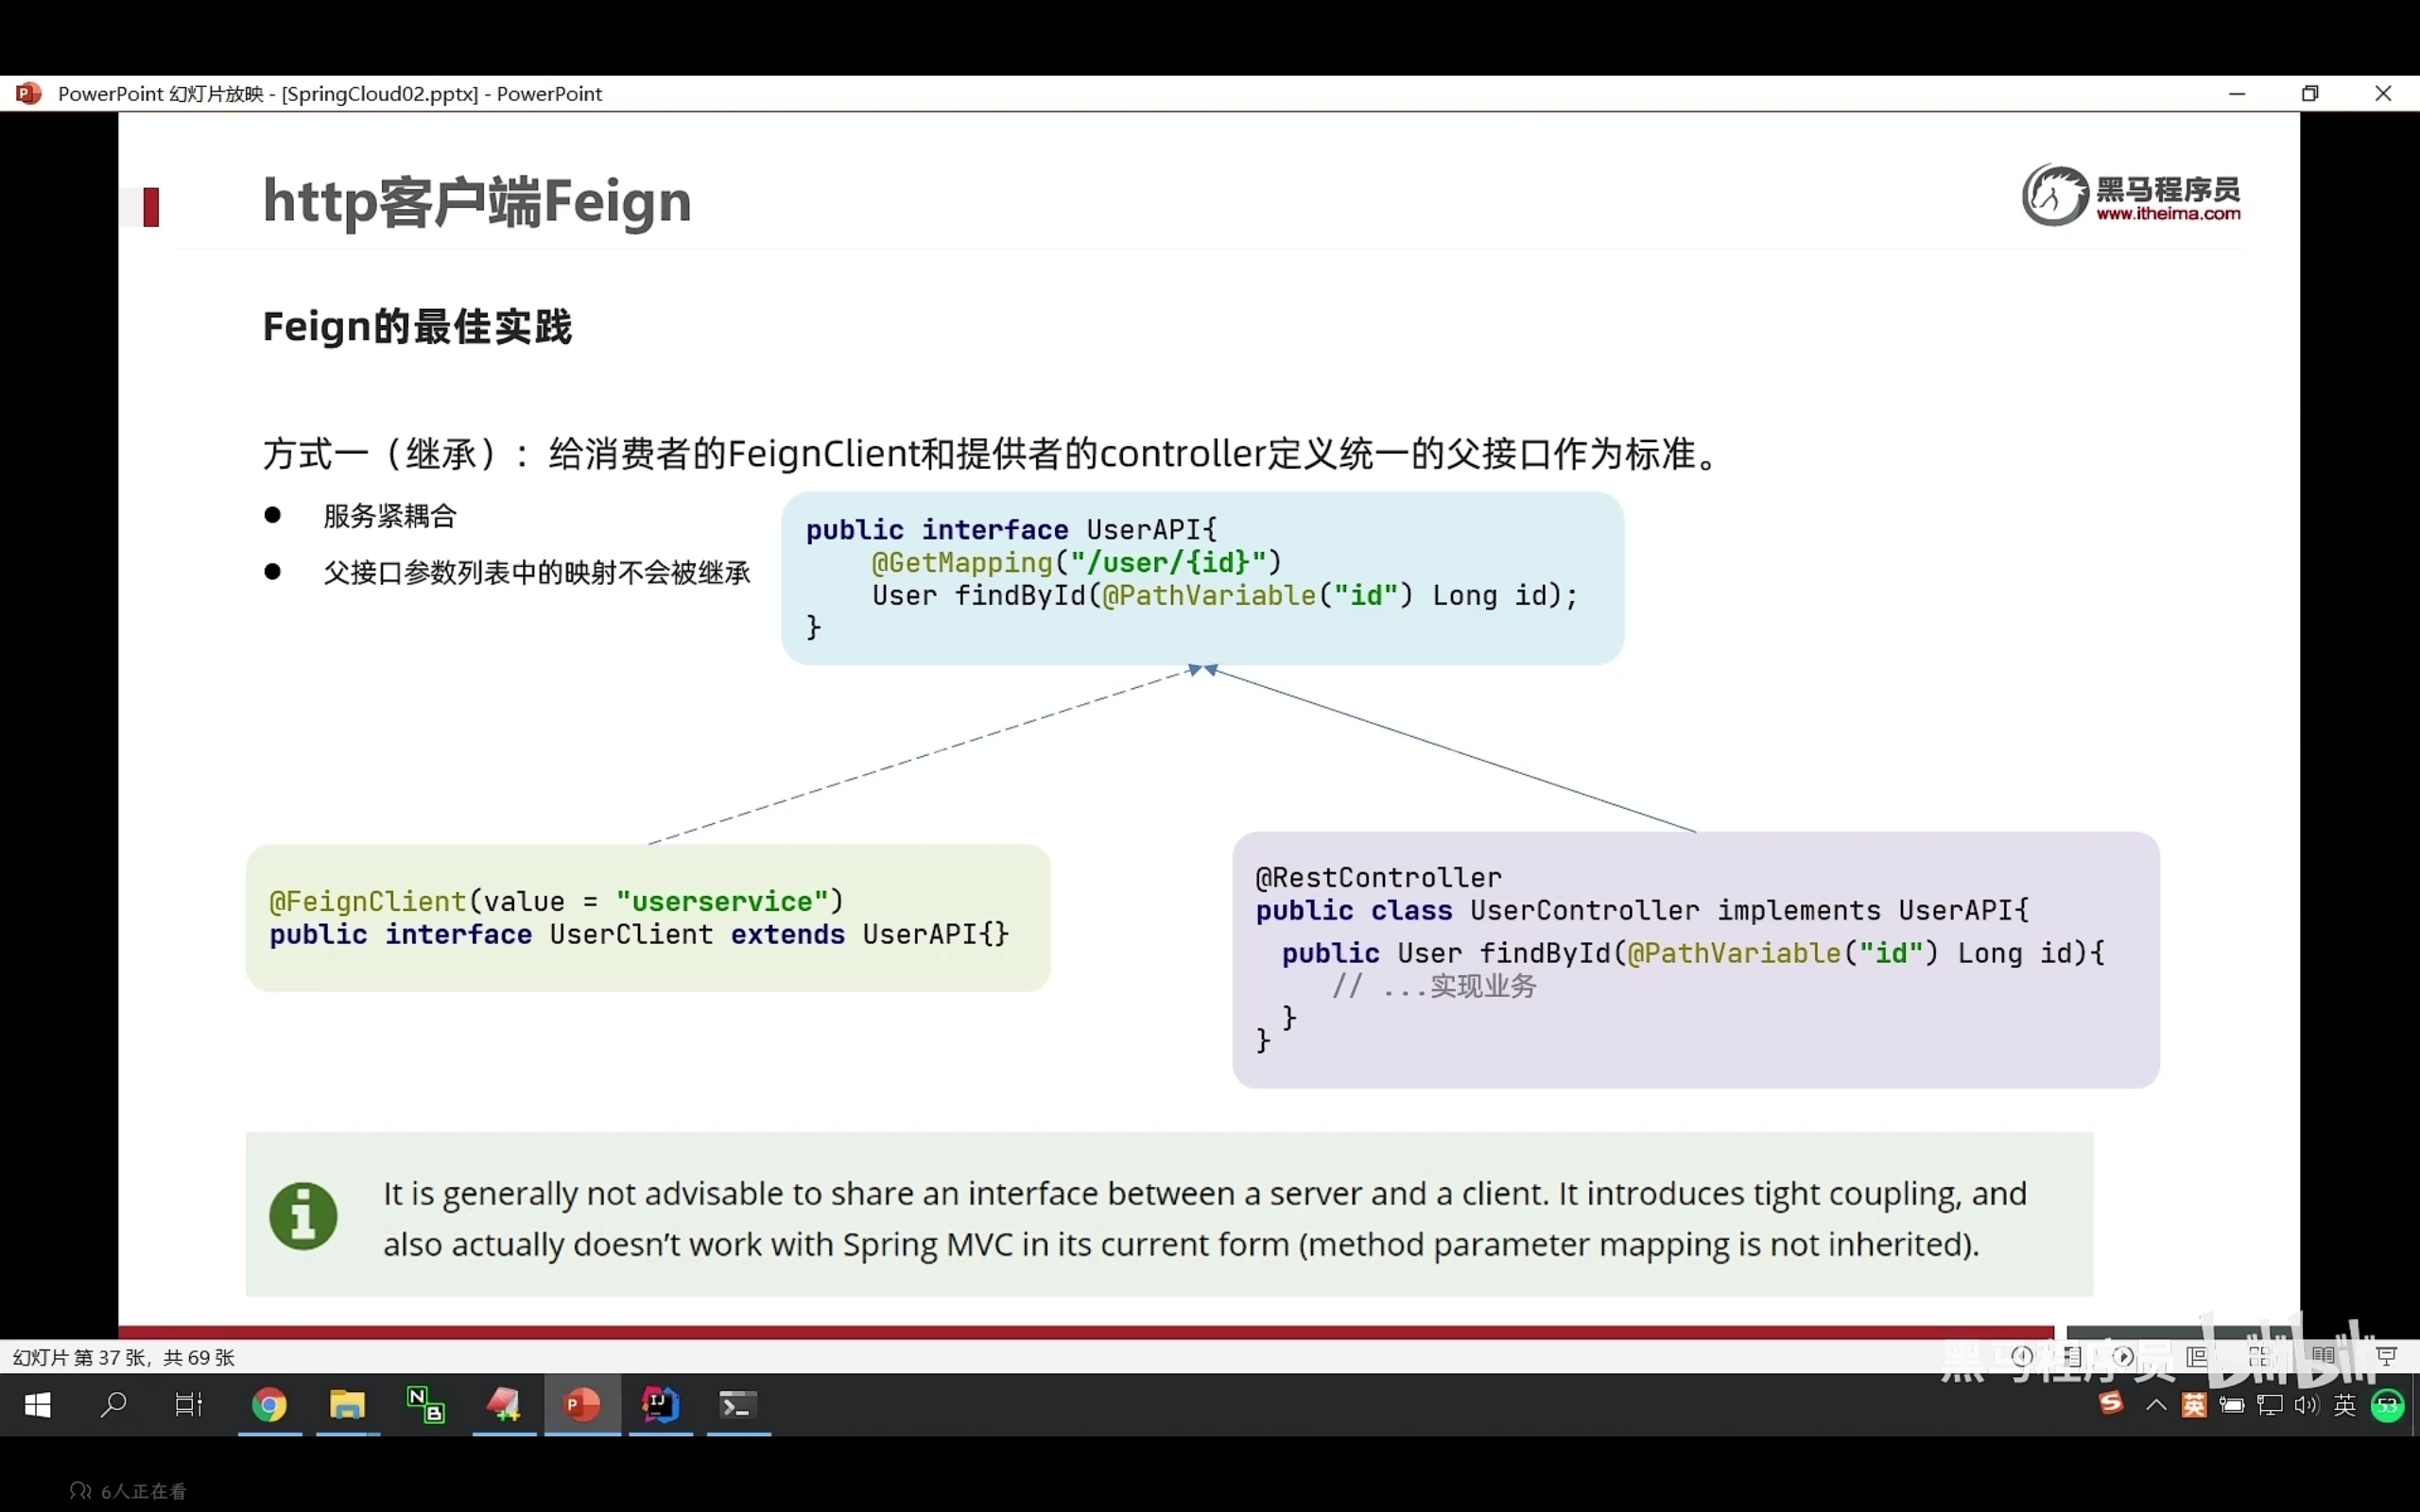 PowerPoint 幻灯片放映 - [SpringCloud02.pptx] - PowerPoint
http客户端Feign
黑马程序员
www.itheima.com
Feign的最佳实践
方式一（继承）：给消费者的FeignClient和提供者的controller定义统一的父接口作为标准。
服务紧耦合
父接口参数列表中的映射不会被继承
public interface UserAPI{
@GetMapping("/user/{id}")
User findById(@PathVariable("id") Long id);
}
@FeignClient(value = "userservice")
public interface UserClient extends UserAPI{}
@RestController
public class UserController implements UserAPI{
public User findById(@PathVariable("id") Long id){
// ...实现业务
}
}
It is generally not advisable to share an interface between a server and a client. It introduces tight coupling, and
also actually doesn’t work with Spring MVC in its current form (method parameter mapping is not inherited).
幻灯片 第 37 张，共 69 张
黑马程序员
bilibili
英
英
53
6人正在看